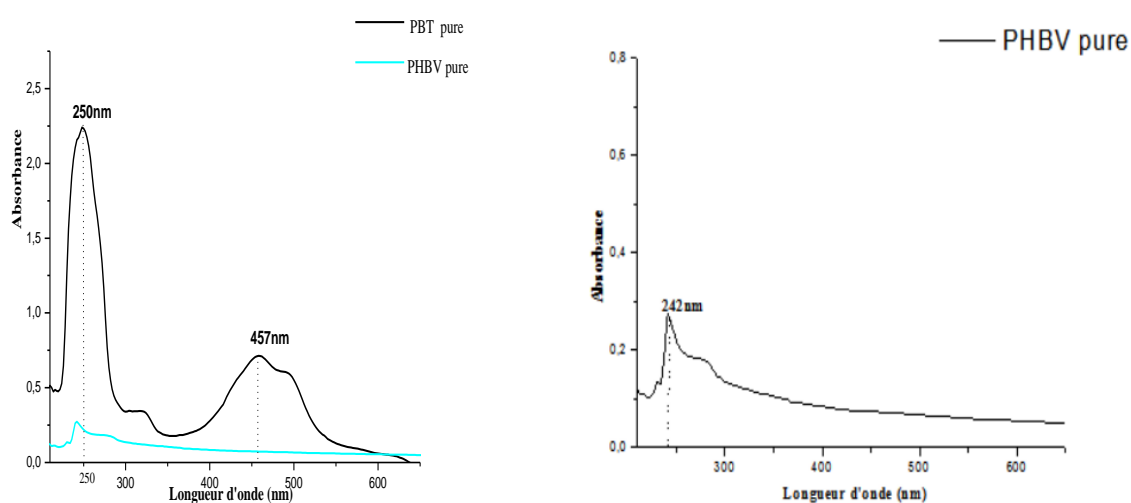 PBT pure
PHBV pure
250nm
457nm
2,5
2,0
1,5
1,0
0,5
0,0
Absorbance
250
300
400
500
600
Longueur d'onde (nm)
PHBV pure
242nm
0,8
0,6
0,4
0,2
0,0
Absorbance
300
400
500
600
Longueur d'onde (nm)